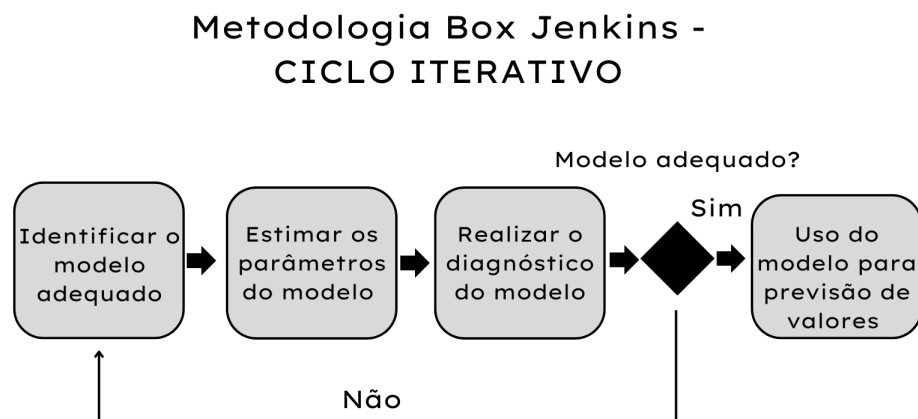 Metodologia Box Jenkins -
CICLO ITERATIVO
Modelo adequado?
Identificar o
modelo
adequado
Estimar os
parâmetros
do modelo
Realizar o
diagnóstico
do modelo
Sim
Uso do
modelo para
previsão de
valores
Não